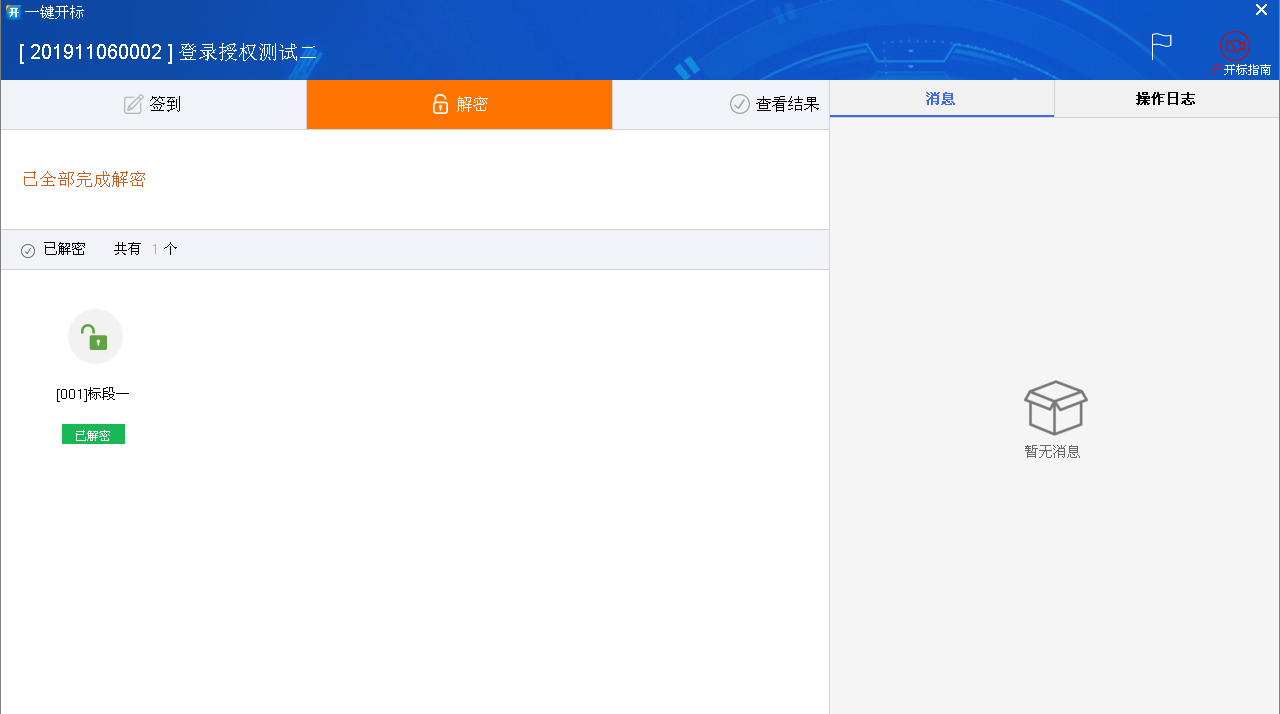 一键开标
[ 201911060002 ] 登录授权测试二
开标指南
签到
解密
查看结果
消息
操作日志
已全部完成解密
已解密 共有 1 个
[001]标段一
已解密
暂无消息